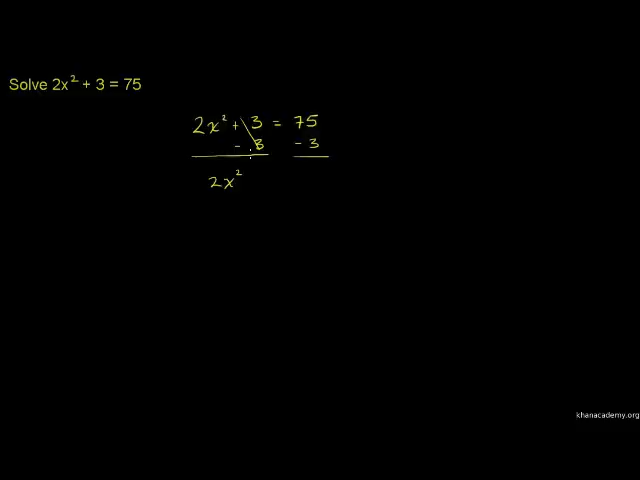 Solve 2x² + 3 = 75
2x² + 3 = 75
- 3 - 3
2x²
khanacademy.org